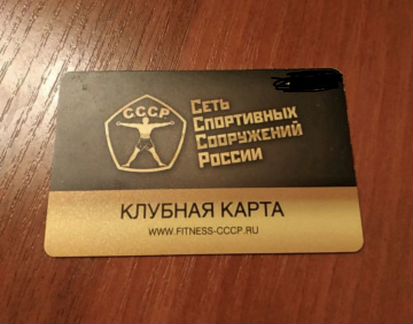 СССР
Сеть
Спортивных
Сооружений
России
КЛУБНАЯ КАРТА
WWW.FITNESS-CCCP.RU